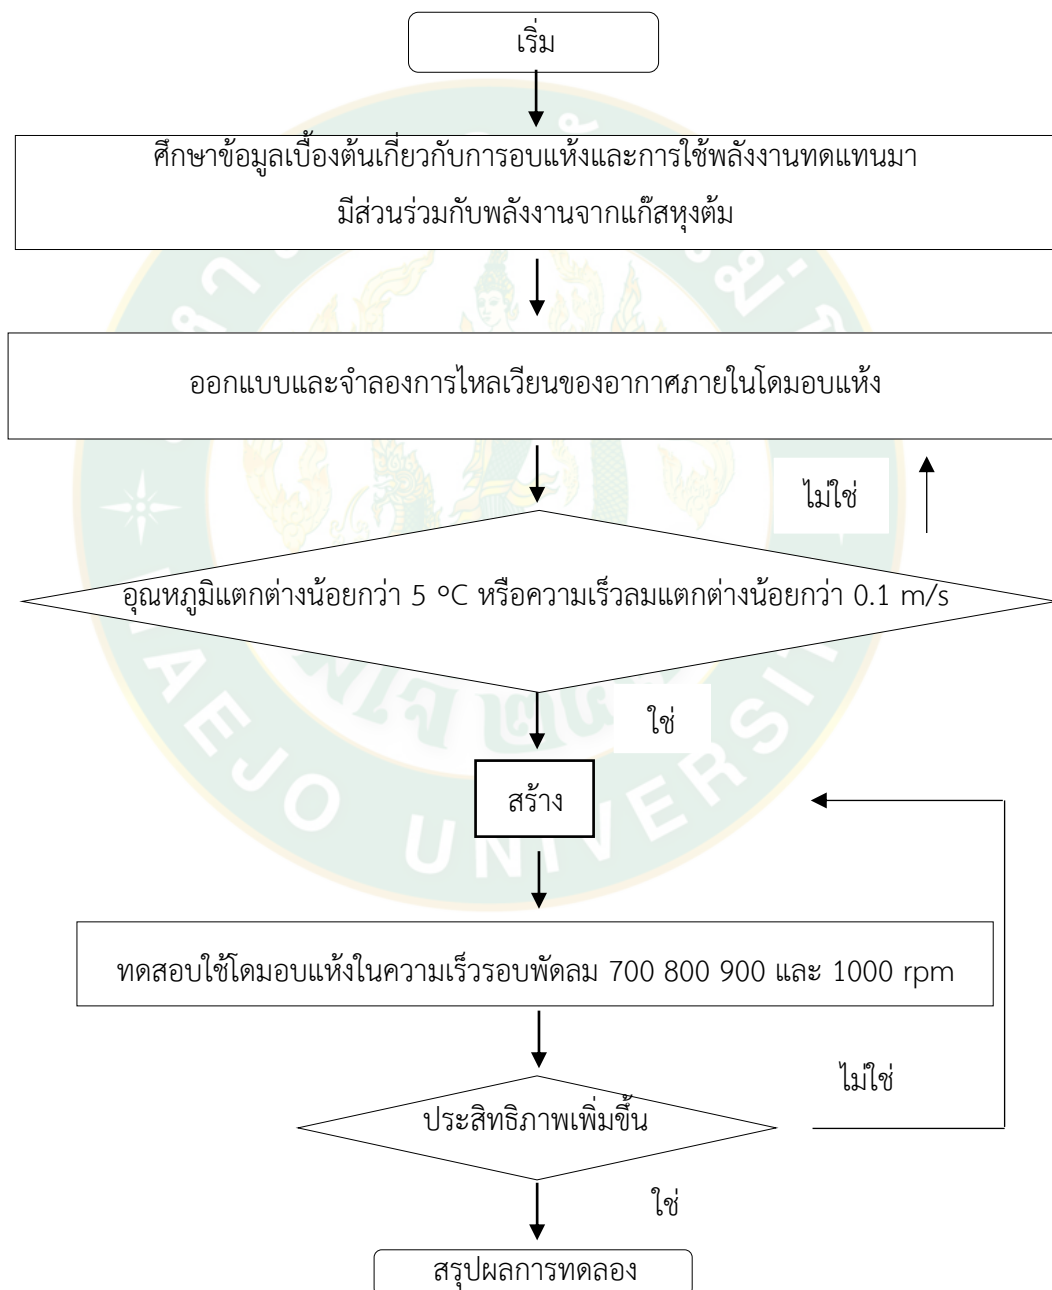 เริ่ม
ศึกษาข้อมูลเบื้องต้นเกี่ยวกับการอบแห้งและการใช้พลังงานทดแทนมา
มีส่วนร่วมกับพลังงานจากแก๊สหุงต้ม
ออกแบบและจำลองการไหลเวียนของอากาศภายในโดมอบแห้ง
ไม่ใช่
อุณหภูมิแตกต่างน้อยกว่า 5 ºC หรือความเร็วลมแตกต่างน้อยกว่า 0.1 m/s
ใช่
สร้าง
ทดสอบใช้โดมอบแห้งในความเร็วรอบพัดลม 700 800 900 และ 1000 rpm
ไม่ใช่
ประสิทธิภาพเพิ่มขึ้น
ใช่
สรุปผลการทดลอง